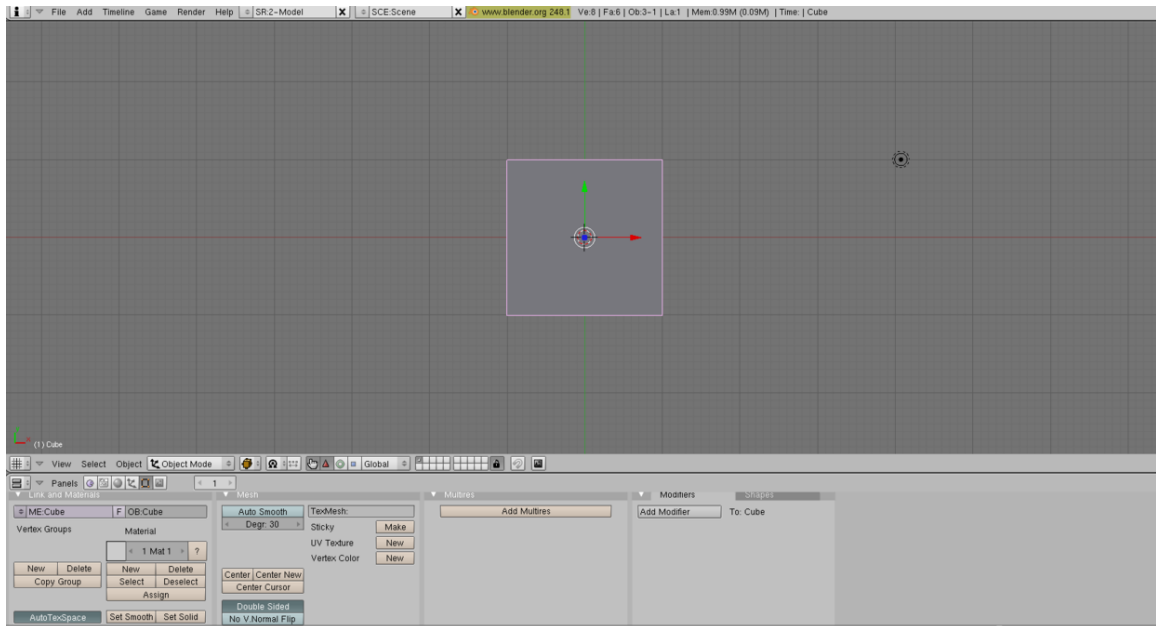 File Add Timeline Game Render Help SR:2-Model X SCE:Scene X www.blender.org 248.1 Ve:8 | Fa:6 | Ob:3-1 | La:1 | Mem:0.99M (0.09M) | Time: | Cube
(1) Cube
View Select Object Object Mode Global
Panels 1
Link and Materials Mesh Multires Modifiers Shapes
ME:Cube F OB:Cube Auto Smooth TexMesh: Add Multires Add Modifier To: Cube
Degr: 30 Sticky Make
Vertex Groups Material
1 Mat 1 ? UV Texture New
Vertex Color New
New Delete New Delete Center Center New
Copy Group Select Deselect Center Cursor
Assign
Double Sided
AutoTexSpace Set Smooth Set Solid No V.Normal Flip